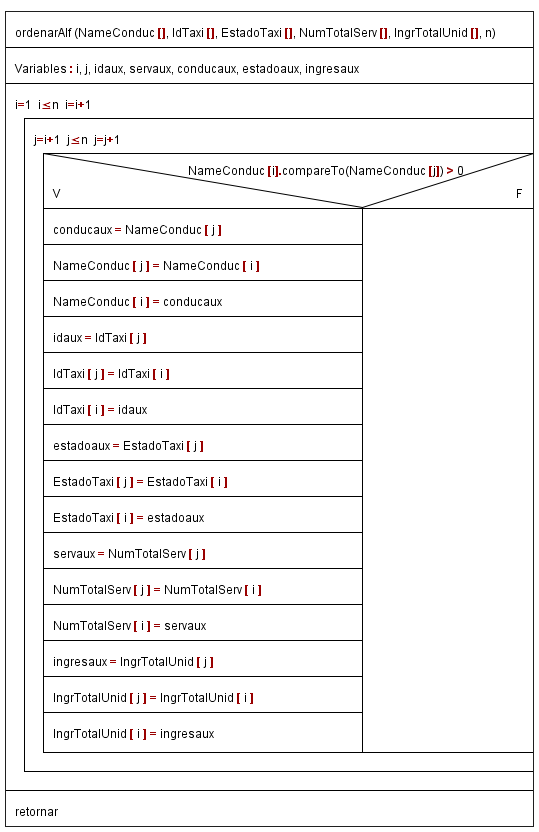 ordenarAlf (NameConduc [], IdTaxi [], EstadoTaxi [], NumTotalServ [], IngrTotalUnid [], n)
Variables : i, j, idaux, servaux, conducaux, estadoaux, ingresaux
i=1 i≤n i=i+1
j=i+1 j≤n j=j+1
NameConduc [i].compareTo(NameConduc [j]) > 0
V F
conducaux = NameConduc [ j ]
NameConduc [ j ] = NameConduc [ i ]
NameConduc [ i ] = conducaux
idaux = IdTaxi [ j ]
IdTaxi [ j ] = IdTaxi [ i ]
IdTaxi [ i ] = idaux
estadoaux = EstadoTaxi [ j ]
EstadoTaxi [ j ] = EstadoTaxi [ i ]
EstadoTaxi [ i ] = estadoaux
servaux = NumTotalServ [ j ]
NumTotalServ [ j ] = NumTotalServ [ i ]
NumTotalServ [ i ] = servaux
ingresaux = IngrTotalUnid [ j ]
IngrTotalUnid [ j ] = IngrTotalUnid [ i ]
IngrTotalUnid [ i ] = ingresaux
retornar